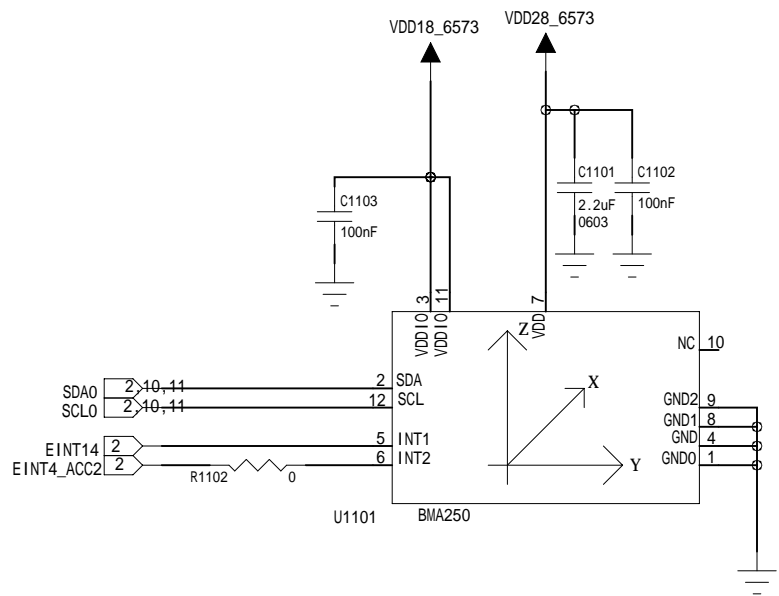 VDD18_6573
VDD28_6573
C1101
C1102
2.2uF
100nF
0603
C1103
100nF
3
11
7
VDDIO
VDDIO
VDD
Z
NC
10
SDA0
2,10,11
2
SDA
X
SCL0
2,10,11
12
SCL
GND2
9
GND1
8
EINT14
2
5
INT1
GND
4
EINT4_ACC2
2
6
INT2
Y
GND0
1
R1102
0
U1101
BMA250